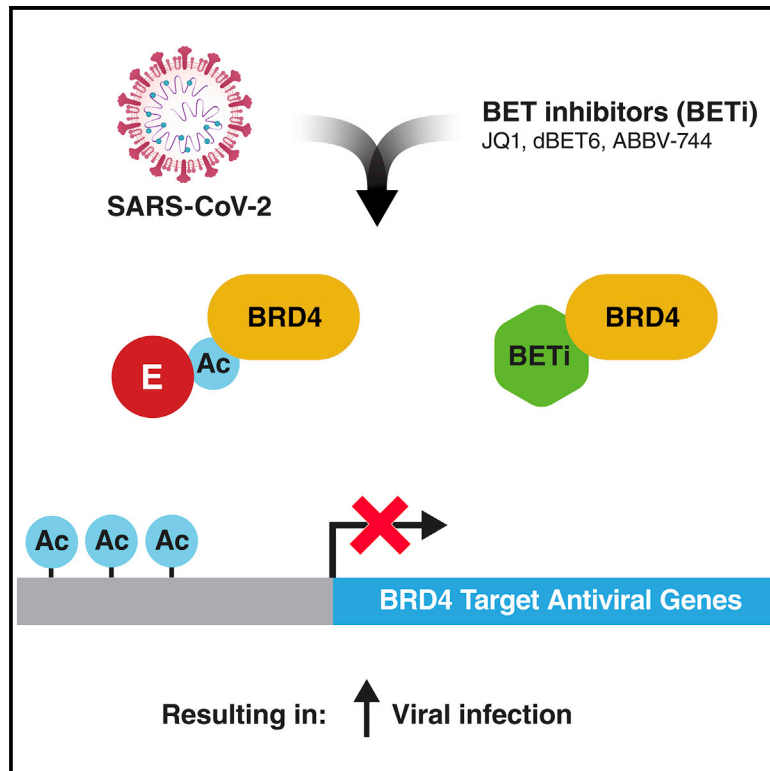 SARS-CoV-2
BET inhibitors (BETi)
JQ1, dBET6, ABBV-744
E
Ac
BRD4
BETi
BRD4
Ac
Ac
Ac
BRD4 Target Antiviral Genes
Resulting in:
Viral infection